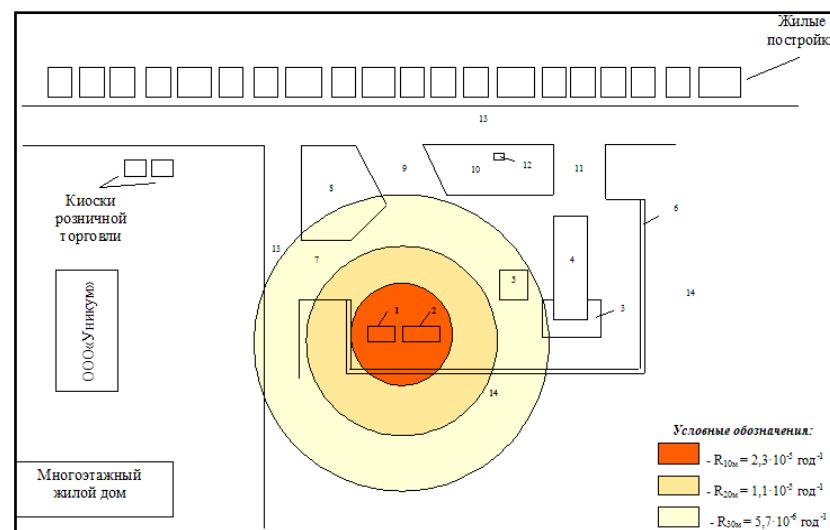 Жилые
постройк
13
9
10
12
11
8
Киоски
розничной
торговли
6
13
7
4
5
14
ООО«Уникум»
1
2
3
14
Условные обозначения:
- R10м = 2,3·10-5 год-1
Многоэтажный
жилой дом
- R20м = 1,1·10-5 год-1
- R30м = 5,7·10-6 год-1